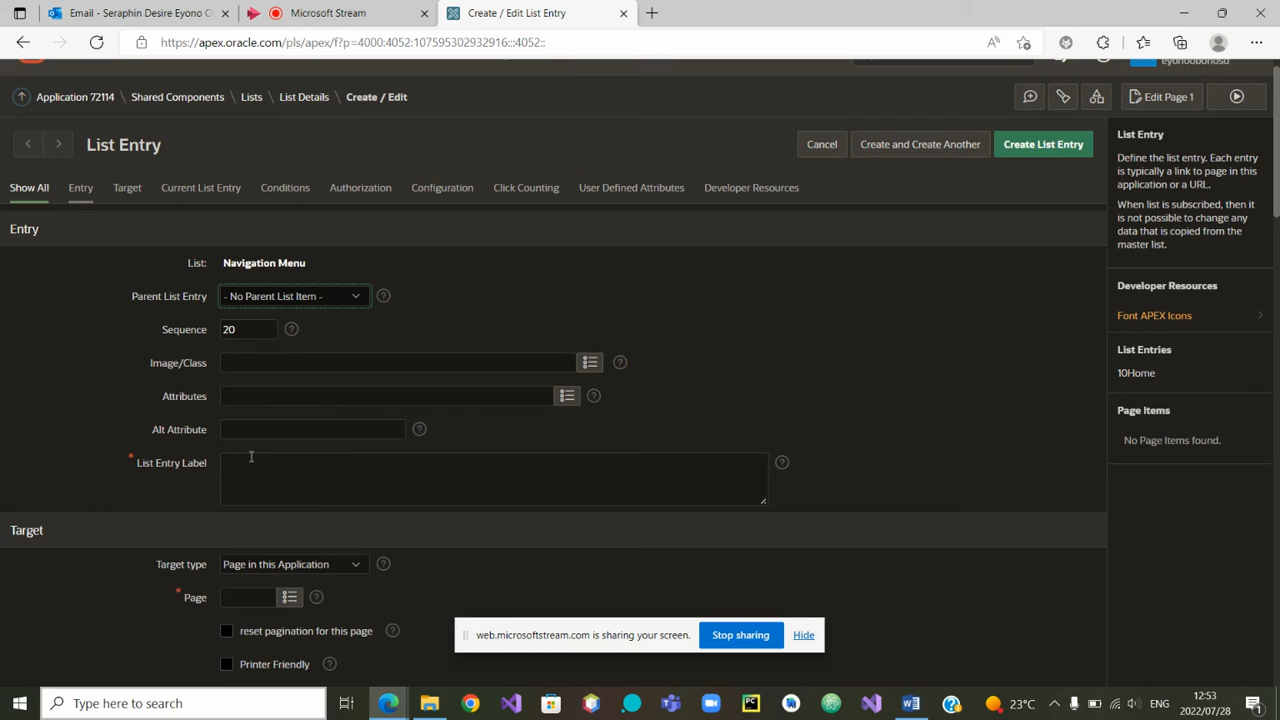 Email - Seraphin Desire Eyono O
Microsoft Stream
Create / Edit List Entry
https://apex.oracle.com/pls/apex/f?p=4000:4052:107595302932916:::4052::
Application 72114 \ Shared Components \ Lists \ List Details \ Create / Edit
Edit Page 1
List Entry
Cancel
Create and Create Another
Create List Entry
Show All
Entry
Target
Current List Entry
Conditions
Authorization
Configuration
Click Counting
User Defined Attributes
Developer Resources
Entry
List: Navigation Menu
Parent List Entry - No Parent List Item -
Sequence 20
Image/Class
Attributes
Alt Attribute
* List Entry Label
Target
Target type Page in this Application
* Page
reset pagination for this page
Printer Friendly
List Entry
Define the list entry. Each entry
is typically a link to page in this
application or a URL.
When list is subscribed, then it
is not possible to change any
data that is copied from the
master list.
Developer Resources
Font APEX Icons
List Entries
10Home
Page Items
No Page Items found.
web.microsoftstream.com is sharing your screen.
Stop sharing
Hide
Type here to search
23°C
ENG
12:53
2022/07/28